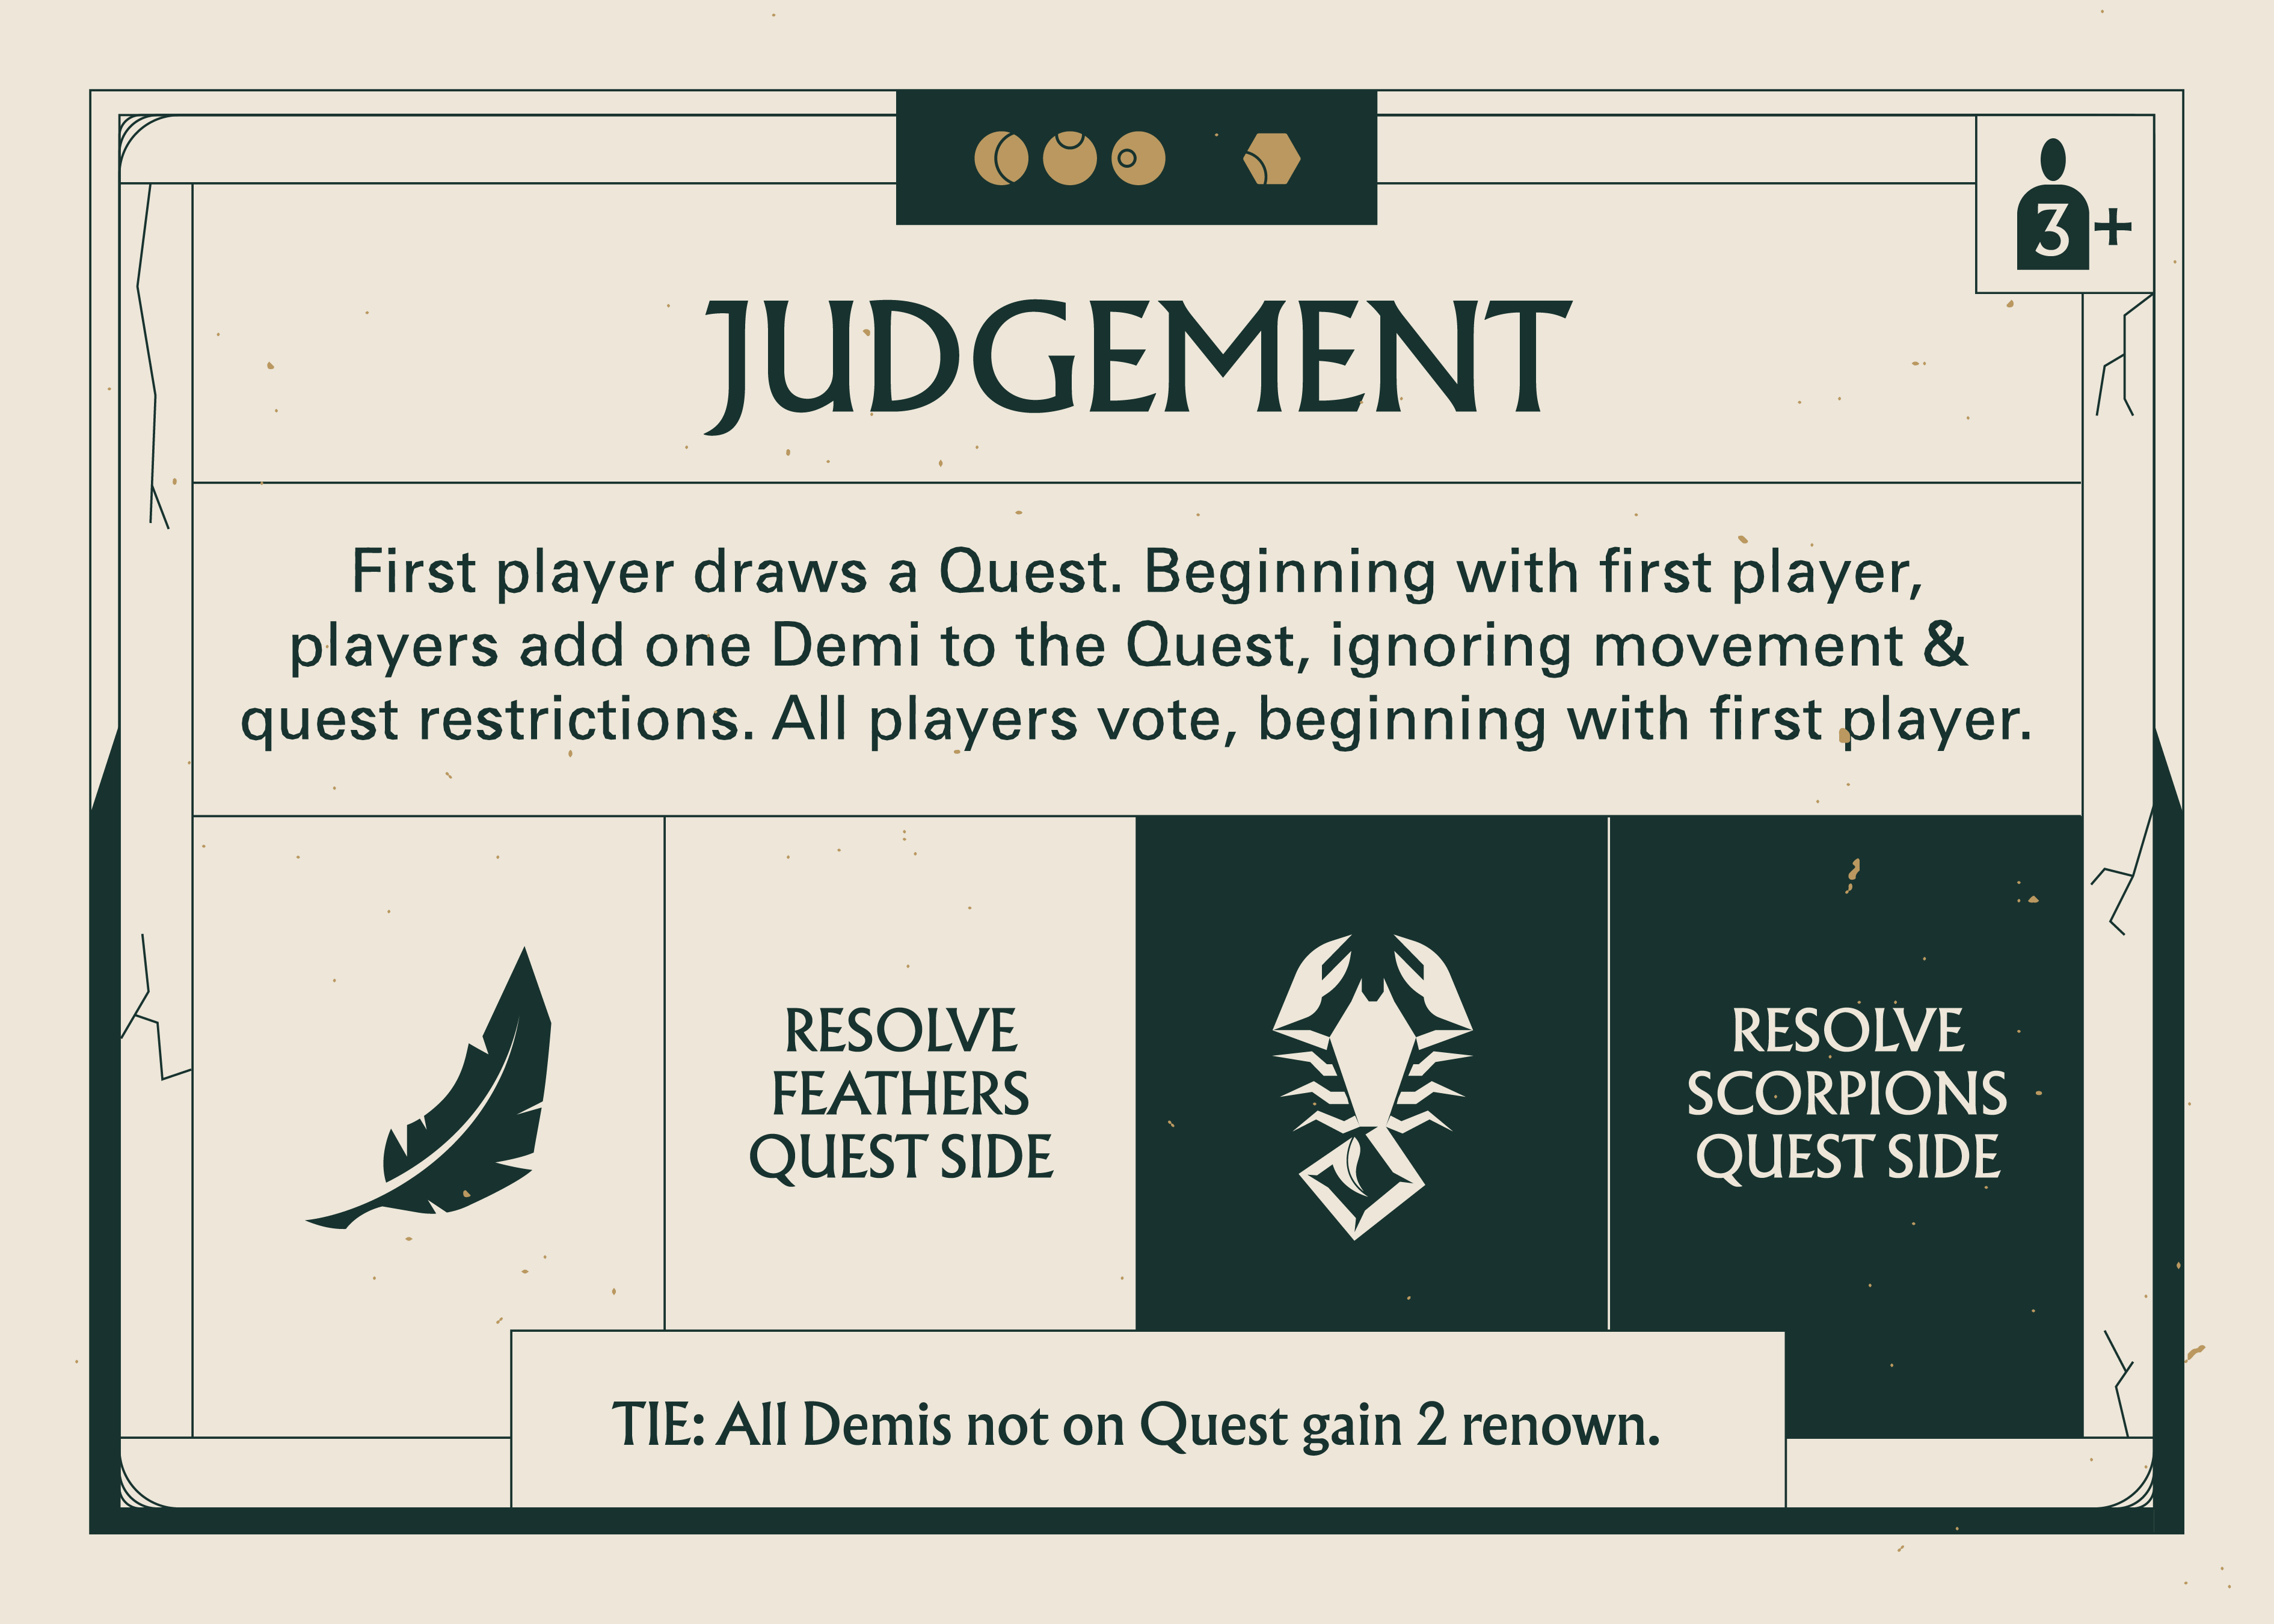 3+
JUDGEMENT
First player draws a Quest. Beginning with first player,
players add one Demi to the Quest, ignoring movement &
quest restrictions. All players vote, beginning with first player.
RESOLVE
FEATHERS
QUEST SIDE
RESOLVE
SCORPIONS
QUEST SIDE
TIE: All Demis not on Quest gain 2 renown.